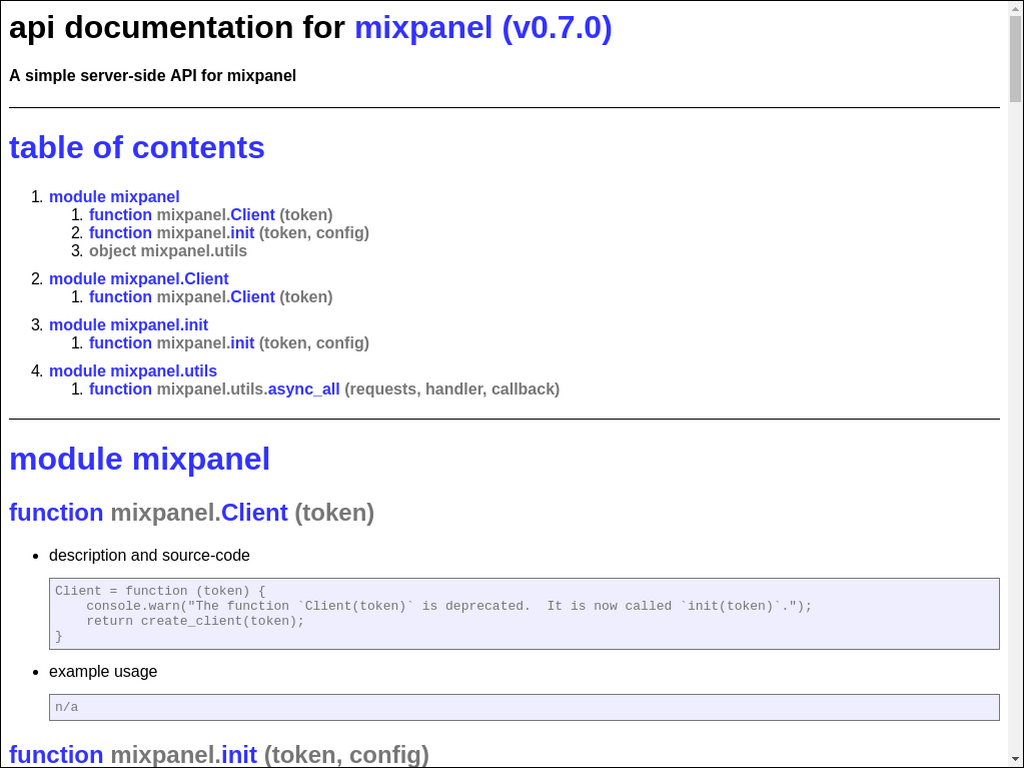 api documentation for mixpanel (v0.7.0)
A simple server-side API for mixpanel
table of contents
1. module mixpanel
1. function mixpanel.Client (token)
2. function mixpanel.init (token, config)
3. object mixpanel.utils
2. module mixpanel.Client
1. function mixpanel.Client (token)
3. module mixpanel.init
1. function mixpanel.init (token, config)
4. module mixpanel.utils
1. function mixpanel.utils.async_all (requests, handler, callback)
module mixpanel
function mixpanel.Client (token)
• description and source-code
Client = function (token) {
    console.warn("The function `Client(token)` is deprecated.  It is now called `init(token)`.");
    return create_client(token);
}
• example usage
n/a
function mixpanel.init (token, config)